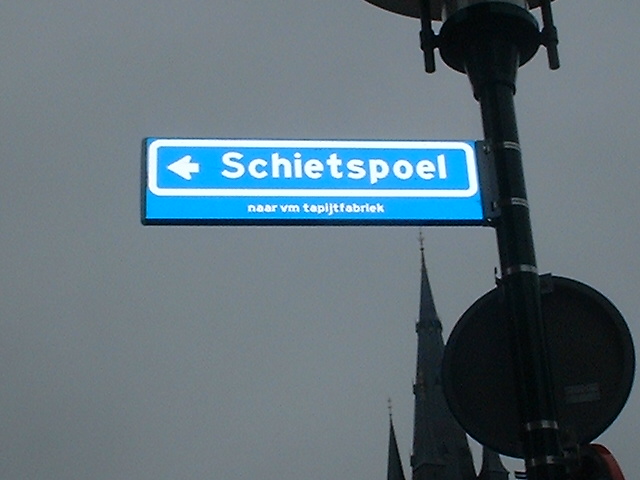 Schietspoel
naar vm tapijtfabriek